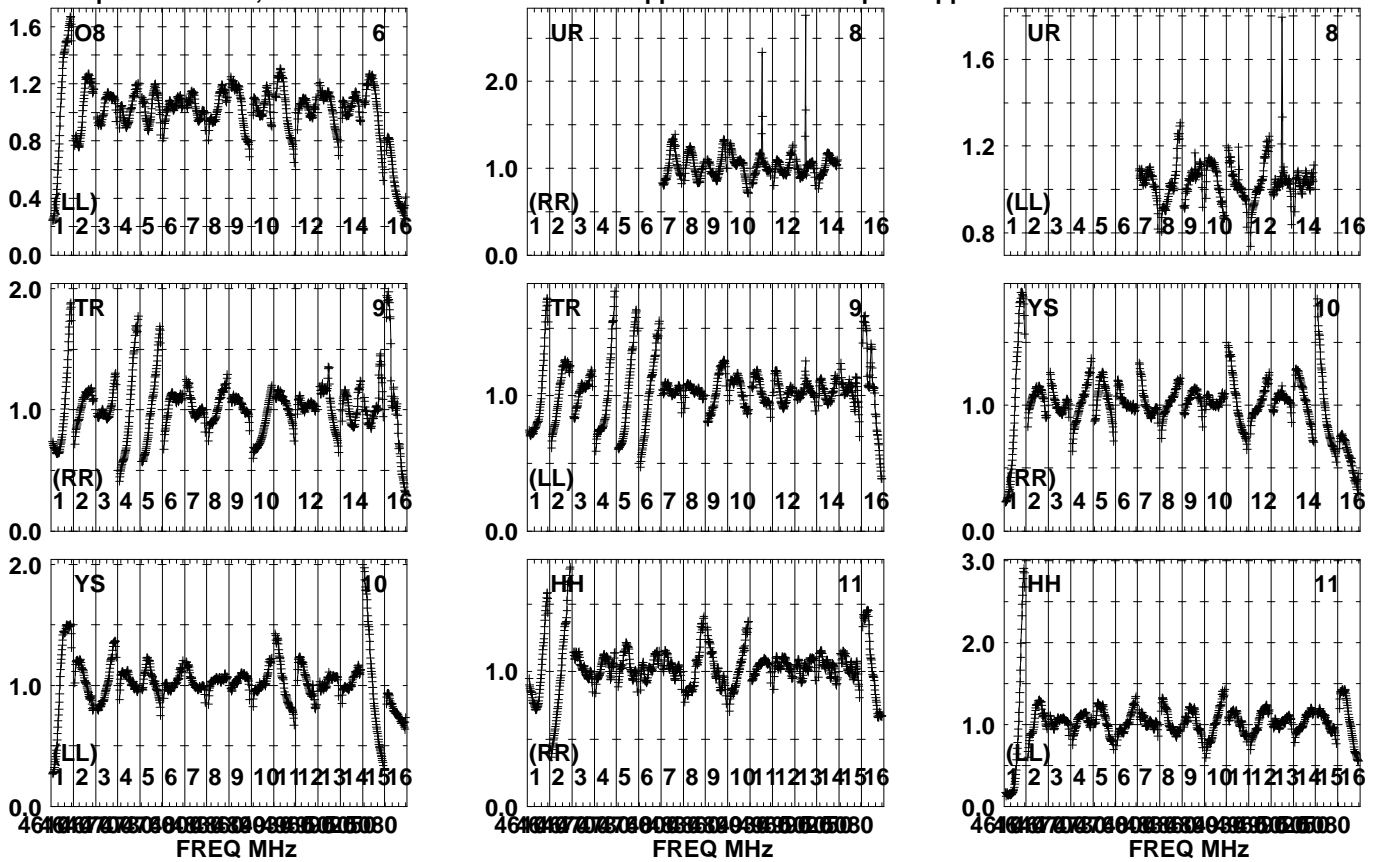 1.6 O8 6 UR 8 UR 8
1.6
2.0
1.2
0.8 1.0 1.2
0.4
(LL) (RR) (LL)
1 2 3 4 5 6 7 8 9 10 12 14 16 1 2 3 4 5 6 7 8 9 10 12 14 16 1 2 3 4 5 6 7 8 9 10 12 14 16
0.8
0.0 0.0
2.0 TR 9 TR 9 YS 10
1.0 1.0 1.0
(RR) (LL) (RR)
1 2 3 4 5 6 7 8 9 10 12 14 16 1 2 3 4 5 6 7 8 9 10 12 14 16 1 2 3 4 5 6 7 8 9 10 12 14 16
0.0 0.0 0.0
2.0 YS 10 HH 11 3.0 HH 11
2.0
1.0 1.0 1.0
(LL) (RR) (LL)
1 2 3 4 5 6 7 8 9 10 11 12 13 14 15 16 1 2 3 4 5 6 7 8 9 10 11 12 13 14 15 16 1 2 3 4 5 6 7 8 9 10 11 12 13 14 15 16
0.0 0.0 0.0
FREQ MHz FREQ MHz FREQ MHz